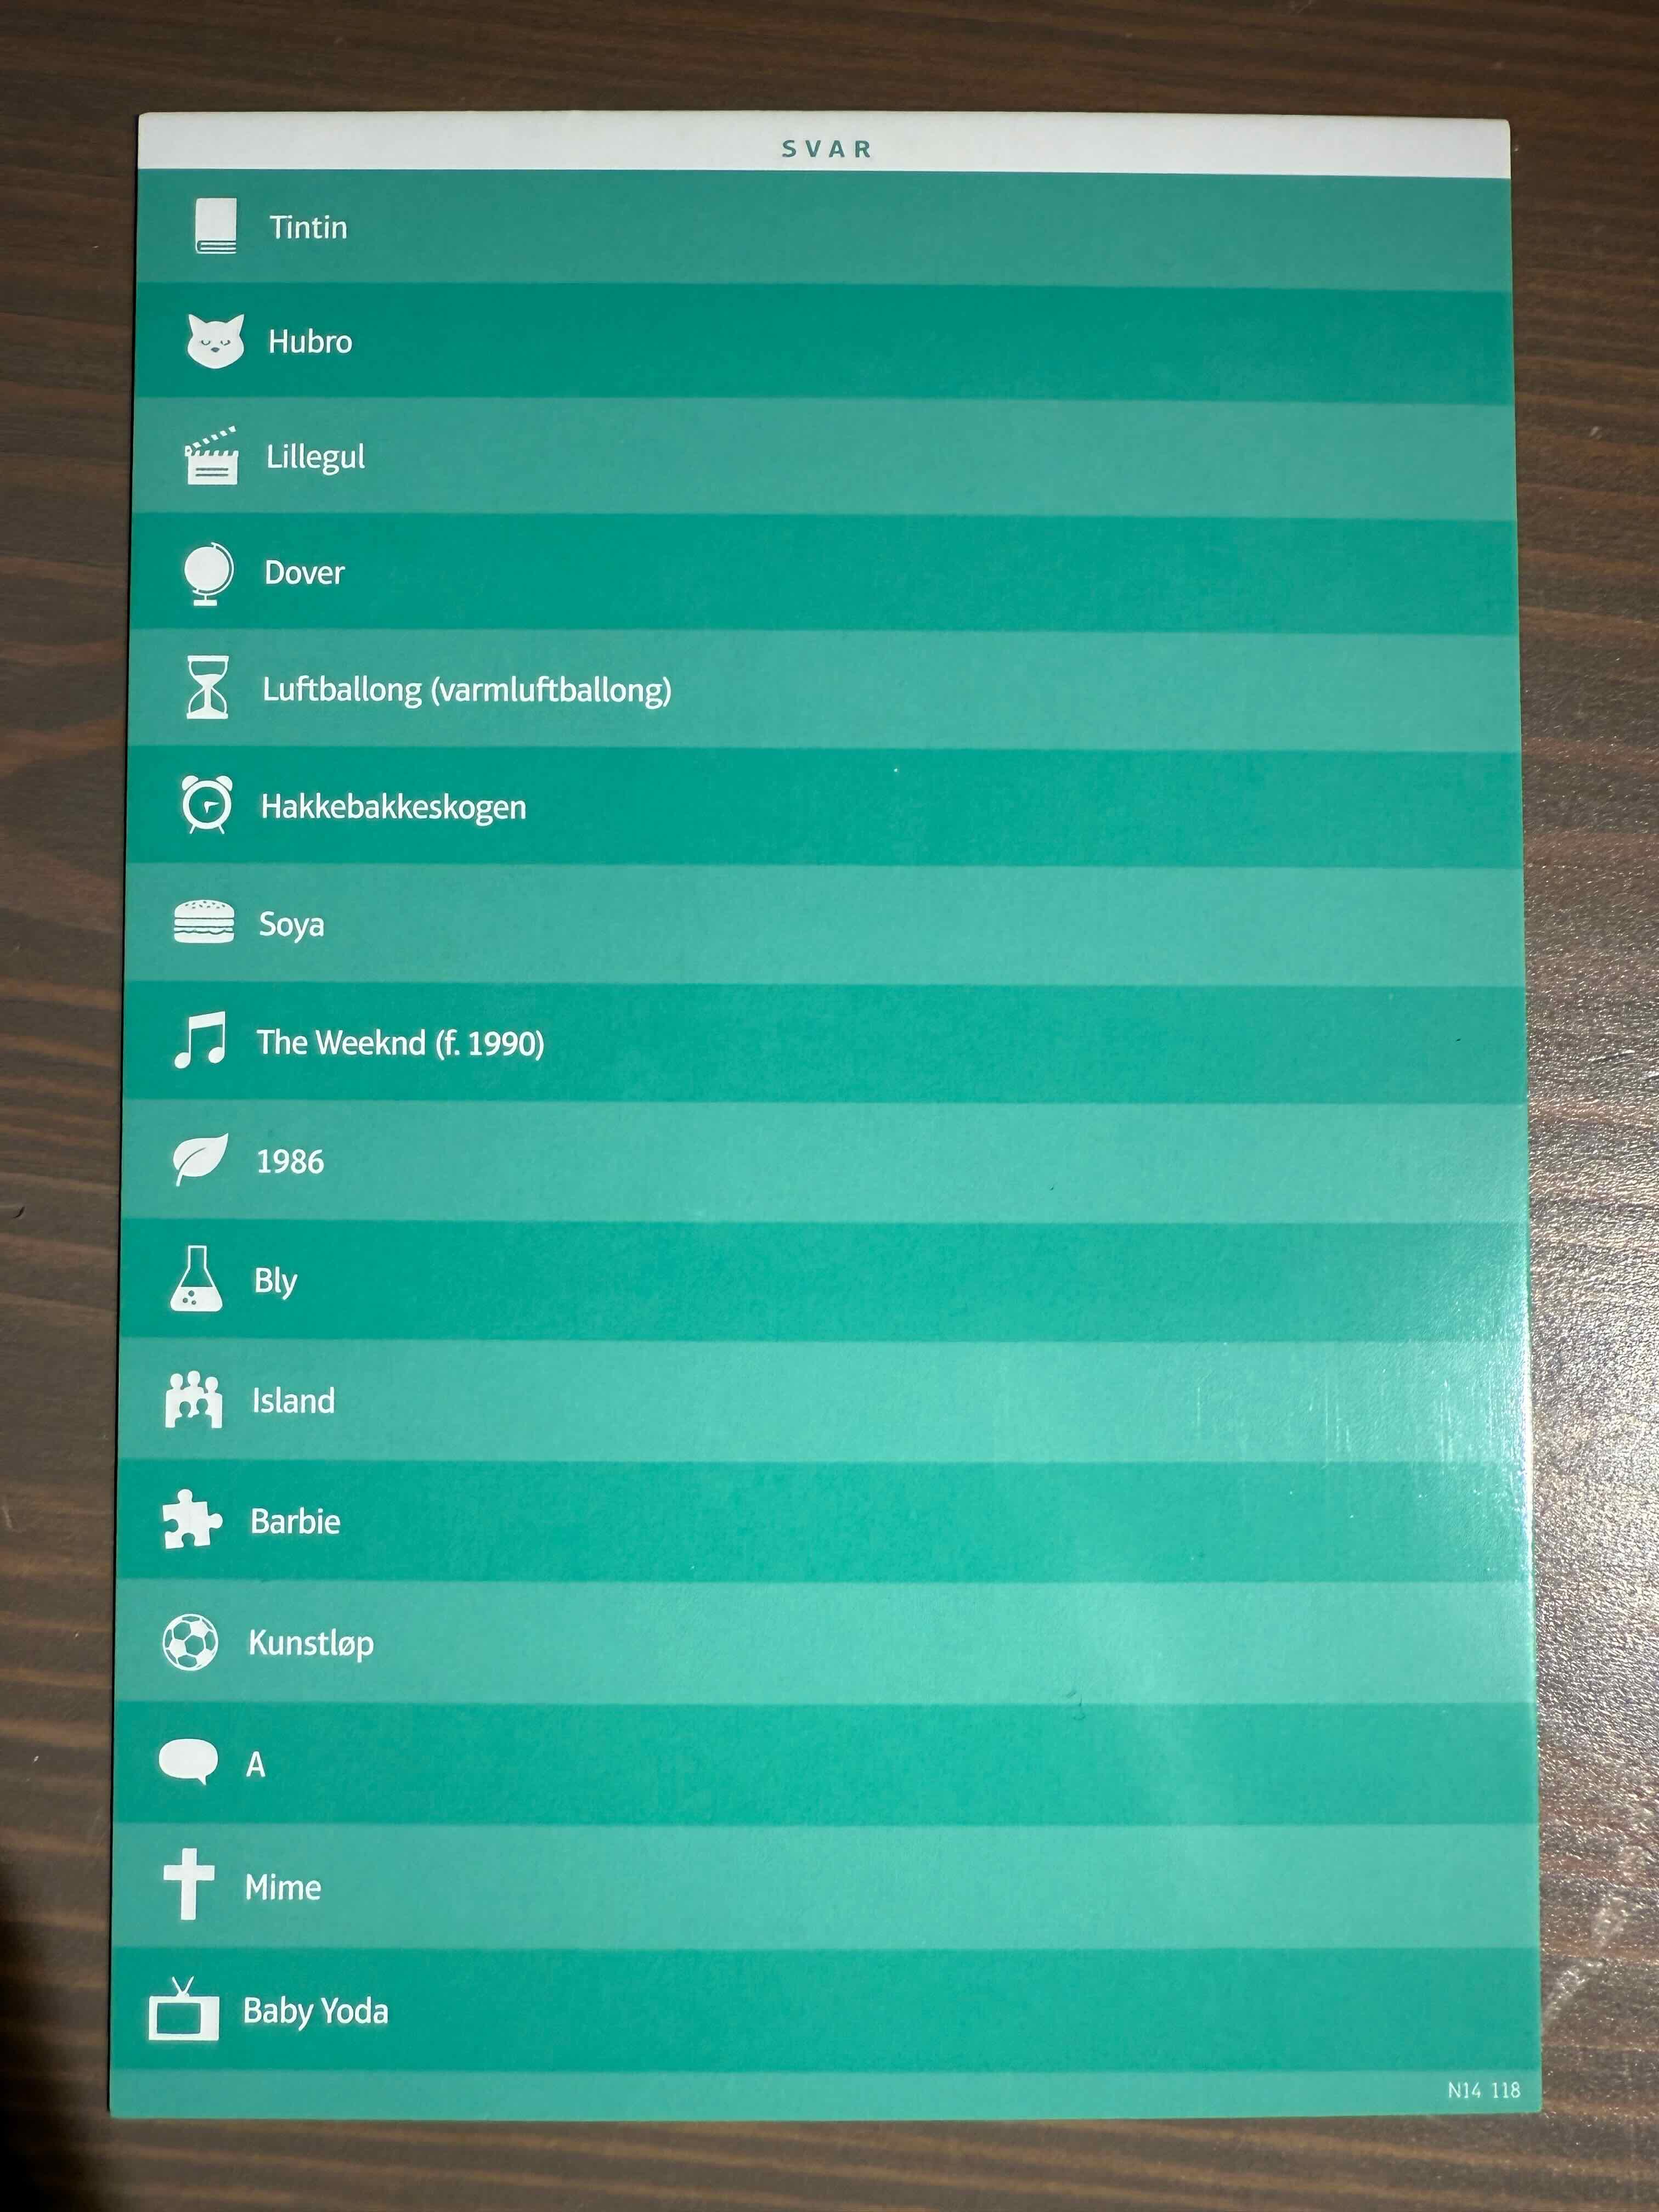 SVAR
Tintin
Hubro
Lillegul
Dover
Luftballong (varmluftballong)
Hakkebakkeskogen
Soya
The Weeknd (f. 1990)
1986
Bly
Island
Barbie
Kunstløp
A
Mime
Baby Yoda
N14 118